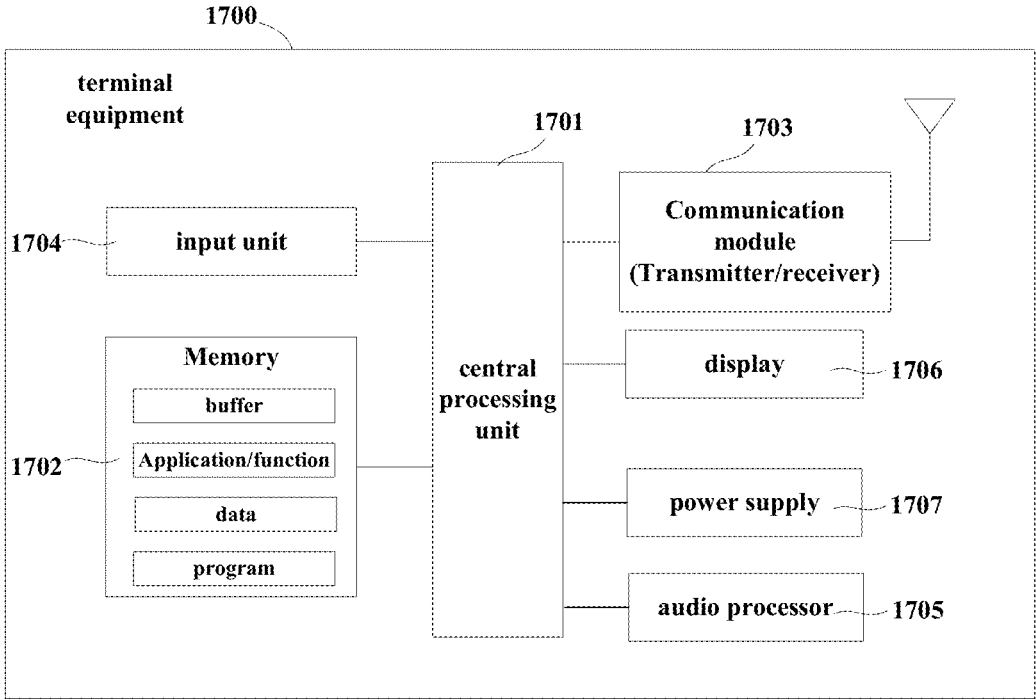 1700
terminal
equipment
1701
1703
1704
input unit
Communication
module
(Transmitter/receiver)
Memory
buffer
1702
Application/function
data
program
central
processing
unit
display
1706
power supply
1707
audio processor
1705